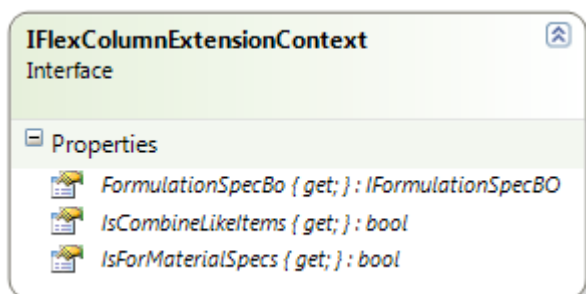 IFlexColumnExtensionContext
Interface
Properties
FormulationSpecBo { get; } : IFormulationSpecBO
IsCombineLikeItems { get; } : bool
IsForMaterialSpecs { get; } : bool